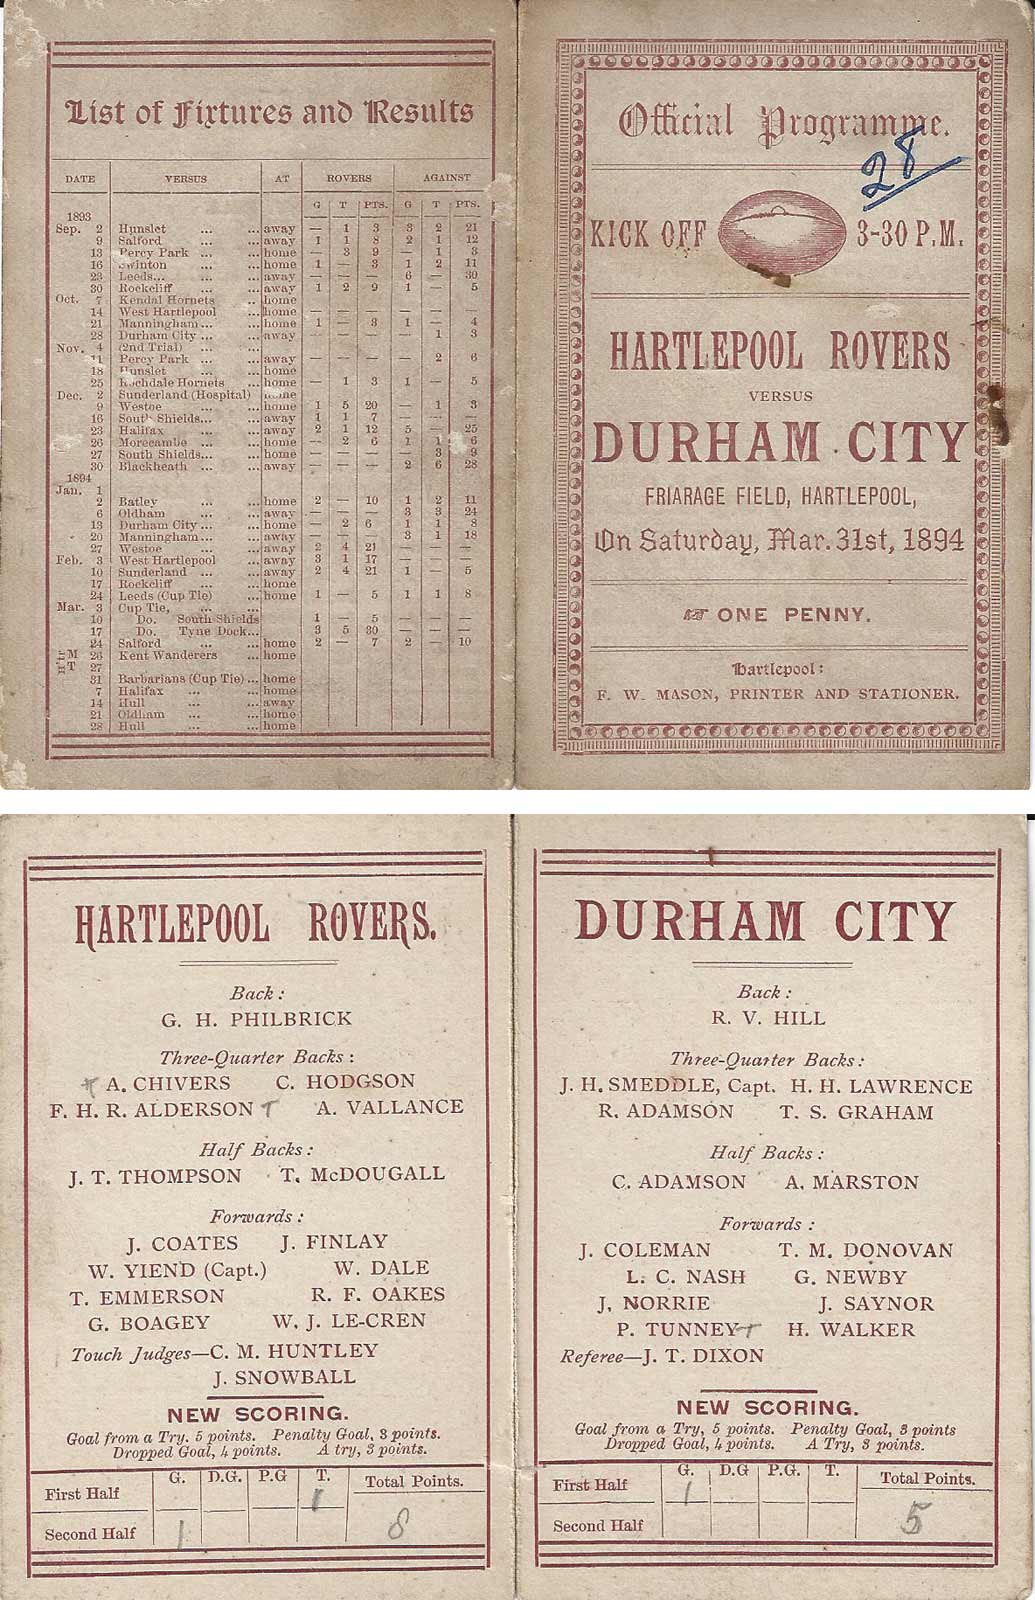 List of Fixtures and Results
DATE VERSUS AT ROVERS AGAINST
G T PTS. G T PTS.
1893
Sep. 2 Hunslet ... ... away — 1 3 3 2 21
9 Salford ... ... away 1 1 8 2 1 12
13 Percy Park ... ... home — 3 9 — 1 3
16 Swinton ... ... home 1 — 3 1 2 11
23 Leeds... ... ... away — — — 6 — 30
30 Rockcliff ... ... away 1 2 9 1 — 5
Oct. 7 Kendal Hornets ... home
14 West Hartlepool ... home — — — — — —
21 Manningham ... ... home 1 — 3 1 — 4
28 Durham City ... ... away — — — 1 3
Nov. 4 (2nd Trial) ... ...
11 Percy Park ... ... away — — — — 2 6
18 Hunslet ... ... home
25 Rochdale Hornets ... home — 1 3 1 — 5
Dec. 2 Sunderland (Hospital) home
9 Westoe ... ... home 1 5 20 — 1 3
16 South Shields... ... away 1 1 7 — — —
23 Halifax ... ... away 2 1 12 5 — 25
26 Morecambe ... ... home — 2 6 1 1 6
27 South Shields... ... home — — — — 3 9
30 Blackheath ... ... away — — — 2 6 28
1894
Jan. 1
2 Batley ... ... home 2 — 10 1 2 11
6 Oldham ... ... away — — — 3 3 24
13 Durham City ... ... home — 2 6 1 1 8
20 Manningham ... ... away — — — 3 1 18
27 Westoe ... ... away 2 4 21 — — —
Feb. 3 West Hartlepool ... away 3 1 17 — — —
10 Sunderland ... ... away 2 4 21 1 — 5
17 Rockcliff ... ... home
24 Leeds (Cup Tie) ... home 1 — 5 1 1 8
Mar. 3 Cup Tie, ... ...
10 Do. South Shields 1 — 5 — — —
17 Do. Tyne Dock... 3 5 30 — — —
24 Salford ... ... home 2 — 7 2 — 10
M 26 Kent Wanderers ... home
T 27
31 Barbarians (Cup Tie) ... home
7 Halifax ... ... home
14 Hull ... ... away
21 Oldham ... ... home
28 Hull ... ... home
Official Programme.
28
KICK OFF 3-30 P.M.
HARTLEPOOL ROVERS
VERSUS
DURHAM CITY
FRIARAGE FIELD, HARTLEPOOL,
On Saturday, Mar. 31st, 1894
☞ ONE PENNY.
Hartlepool:
F. W. MASON, PRINTER AND STATIONER.
HARTLEPOOL ROVERS.
Back:
G. H. PHILBRICK
Three-Quarter Backs:
T A. CHIVERS C. HODGSON
F. H. R. ALDERSON T A. VALLANCE
Half Backs:
J. T. THOMPSON T. McDOUGALL
Forwards:
J. COATES J. FINLAY
W. YIEND (Capt.) W. DALE
T. EMMERSON R. F. OAKES
G. BOAGEY W. J. LE-CREN
Touch Judges—C. M. HUNTLEY
J. SNOWBALL
NEW SCORING.
Goal from a Try. 5 points. Penalty Goal, 3 points.
Dropped Goal, 4 points. A try, 3 points.
G. D.G. P.G T. Total Points.
First Half 1
Second Half 1 8
DURHAM CITY
Back:
R. V. HILL
Three-Quarter Backs:
J. H. SMEDDLE, Capt. H. H. LAWRENCE
R. ADAMSON T. S. GRAHAM
Half Backs:
C. ADAMSON A. MARSTON
Forwards:
J. COLEMAN T. M. DONOVAN
L. C. NASH G. NEWBY
J. NORRIE J. SAYNOR
P. TUNNEY T H. WALKER
Referee—J. T. DIXON
NEW SCORING.
Goal from a Try, 5 points. Penalty Goal, 3 points
Dropped Goal, 4 points. A Try, 3 points.
G. D.G P.G. T. Total Points.
First Half 1
Second Half 5